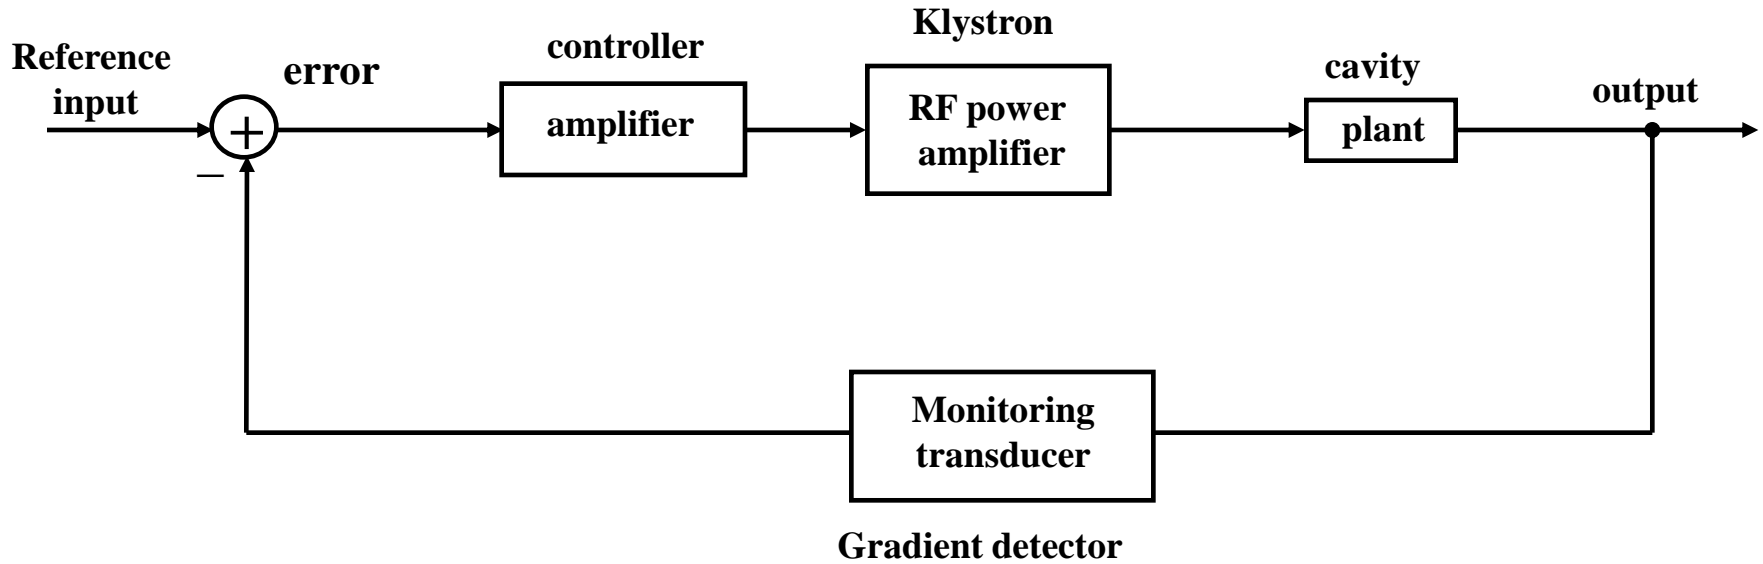 Klystron
controller
Reference
input
error
cavity
output
amplifier
RF power
amplifier
plant
+
−
Monitoring
transducer
Gradient detector